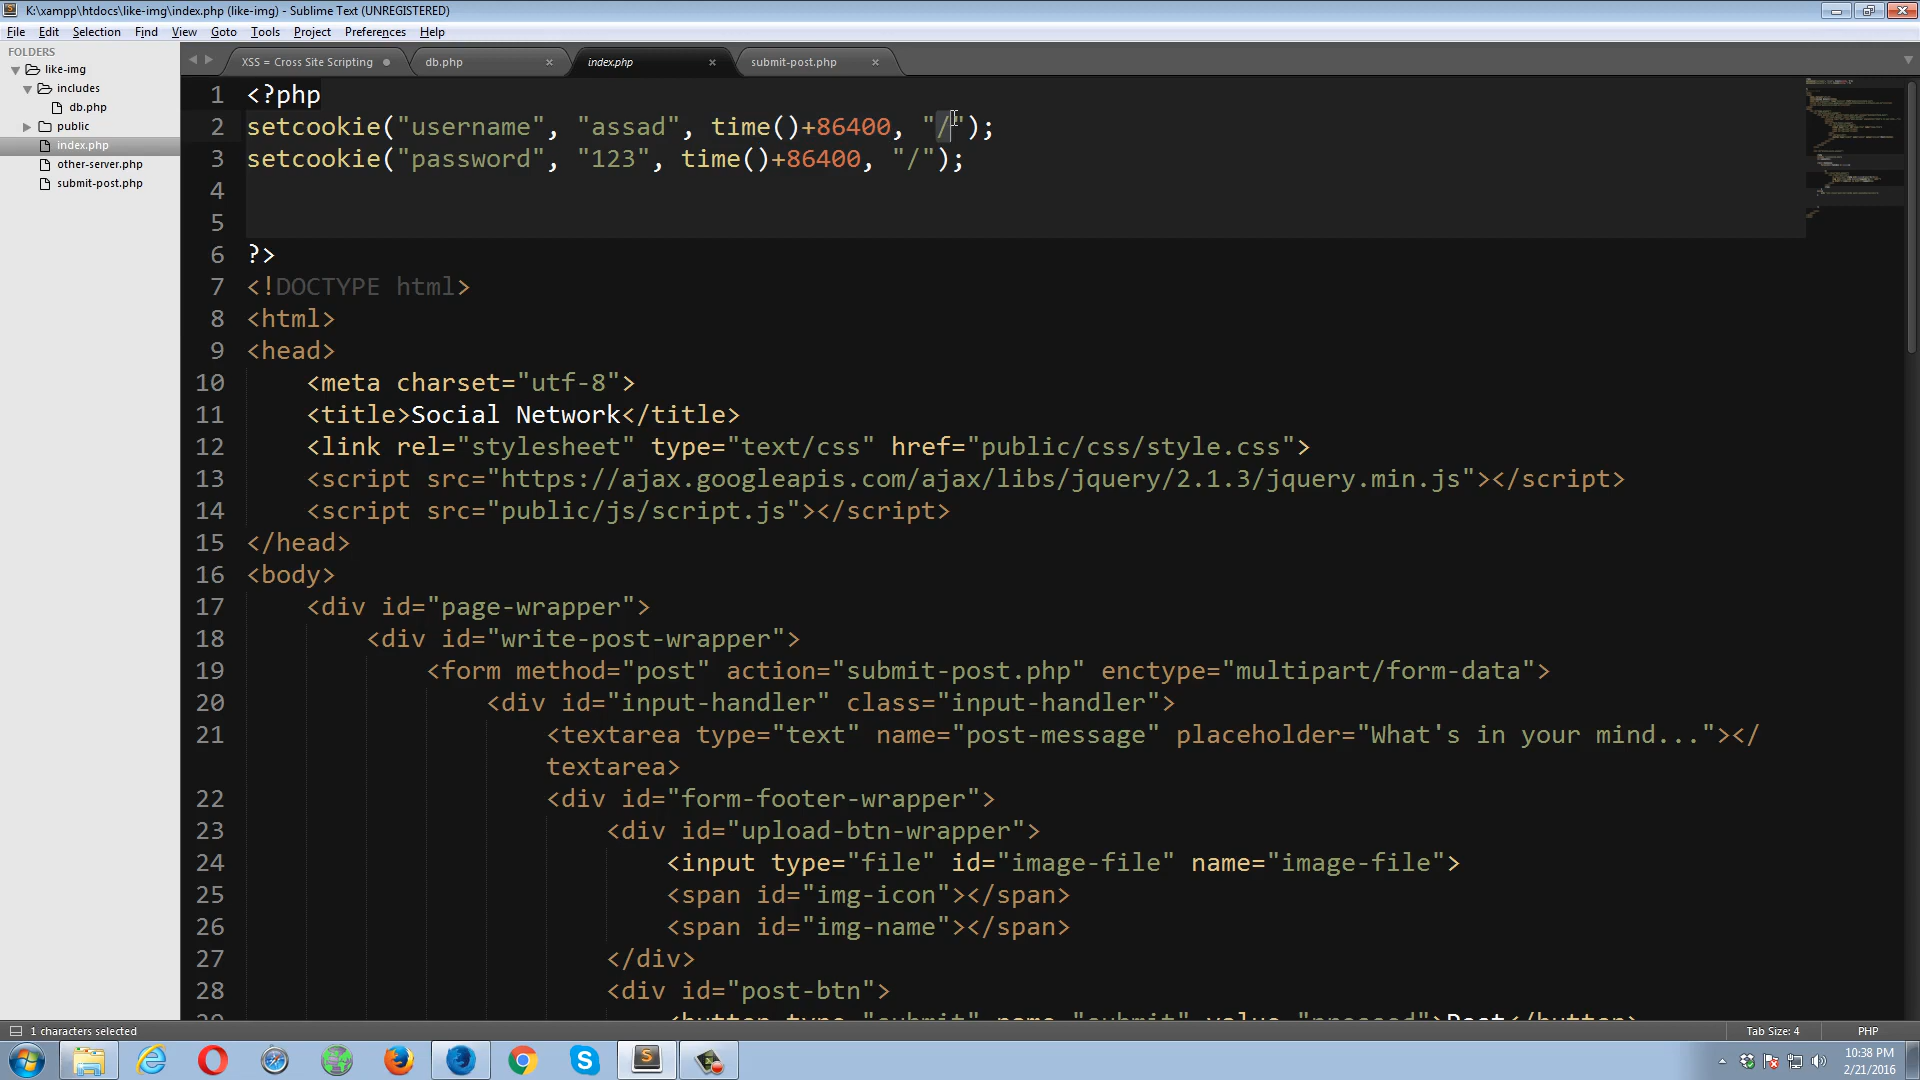 K:\xampp\htdocs\like-img\index.php (like-img) - Sublime Text (UNREGISTERED)
File Edit Selection Find View Goto Tools Project Preferences Help
FOLDERS
like-img
includes
db.php
public
index.php
other-server.php
submit-post.php
XSS = Cross Site Scripting
db.php
index.php
submit-post.php
1 <?php
2 setcookie("username", "assad", time()+86400, "/");
3 setcookie("password", "123", time()+86400, "/");
4
5
6 ?>
7 <!DOCTYPE html>
8 <html>
9 <head>
10 <meta charset="utf-8">
11 <title>Social Network</title>
12 <link rel="stylesheet" type="text/css" href="public/css/style.css">
13 <script src="https://ajax.googleapis.com/ajax/libs/jquery/2.1.3/jquery.min.js"></script>
14 <script src="public/js/script.js"></script>
15 </head>
16 <body>
17 <div id="page-wrapper">
18 <div id="write-post-wrapper">
19 <form method="post" action="submit-post.php" enctype="multipart/form-data">
20 <div id="input-handler" class="input-handler">
21 <textarea type="text" name="post-message" placeholder="What's in your mind..."></
textarea>
22 <div id="form-footer-wrapper">
23 <div id="upload-btn-wrapper">
24 <input type="file" id="image-file" name="image-file">
25 <span id="img-icon"></span>
26 <span id="img-name"></span>
27 </div>
28 <div id="post-btn">
29 <button type="submit" name="submit" value="pressed">Post</button>
1 characters selected
Tab Size: 4
PHP
10:38 PM
2/21/2016